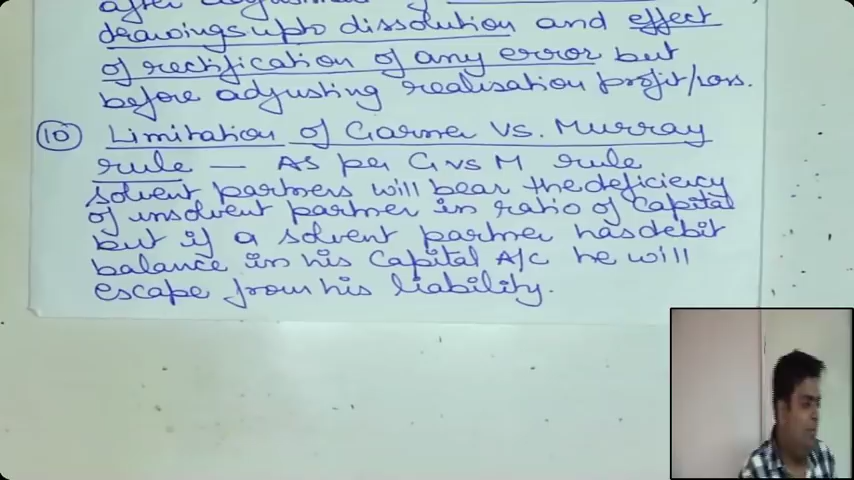 after
drawings upto dissolution and effect
of rectification of any error but
before adjusting realisation profit/loss.
10 Limitation of Garner vs. Murray
rule — As per G vs M rule
solvent partners will bear the deficiency
of insolvent partner in ratio of Capital
but if a solvent partner has debit
balance in his Capital A/C he will
escape from his liability.